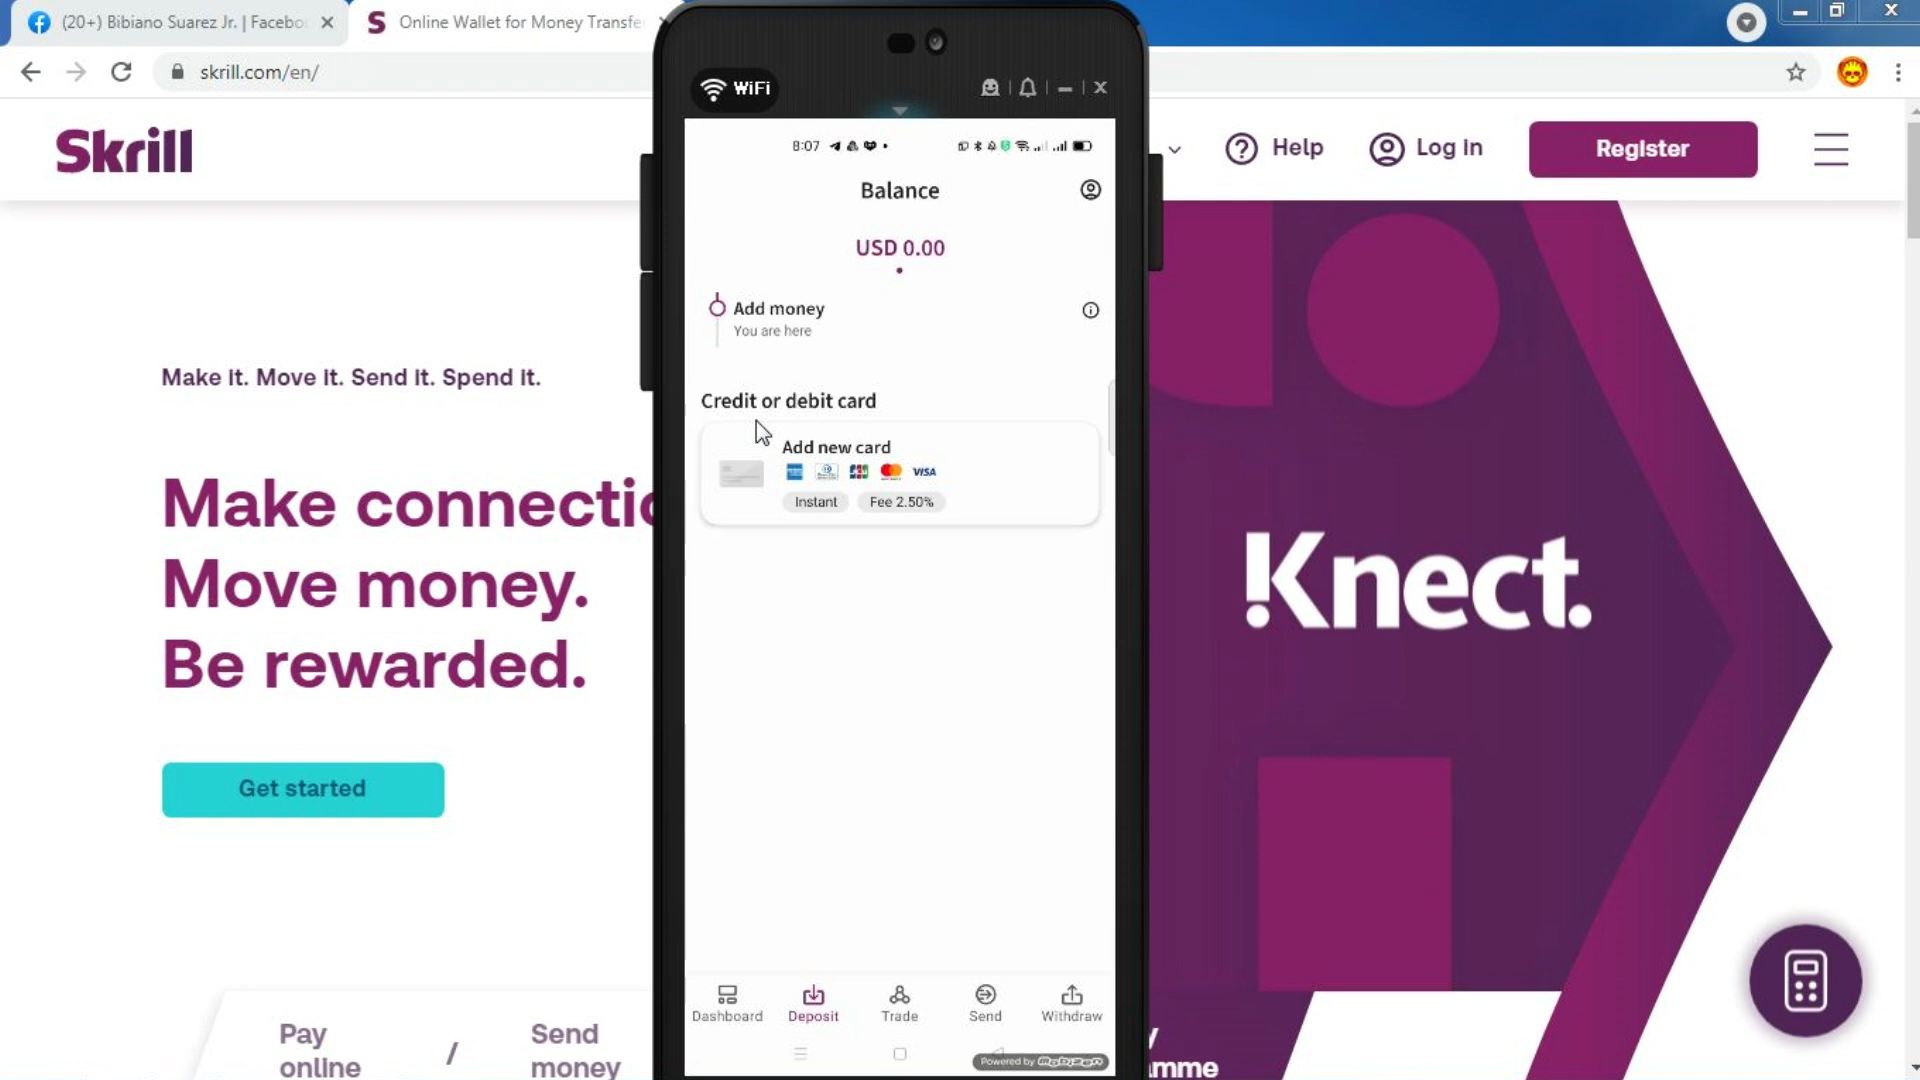 (20+) Bibiano Suarez Jr. | Facebo
Online Wallet for Money Transfe
skrill.com/en/
WiFi
Skrill
Help
Log in
Register
8:07
Balance
USD 0.00
Add money
You are here
Credit or debit card
Add new card
VISA
Instant
Fee 2.50%
Make it. Move it. Send it. Spend it.
Make connectio
Move money.
Be rewarded.
Get started
Knect.
Dashboard
Deposit
Trade
Send
Withdraw
Powered by Mobizen
Pay
online
/
Send
money
y
mme